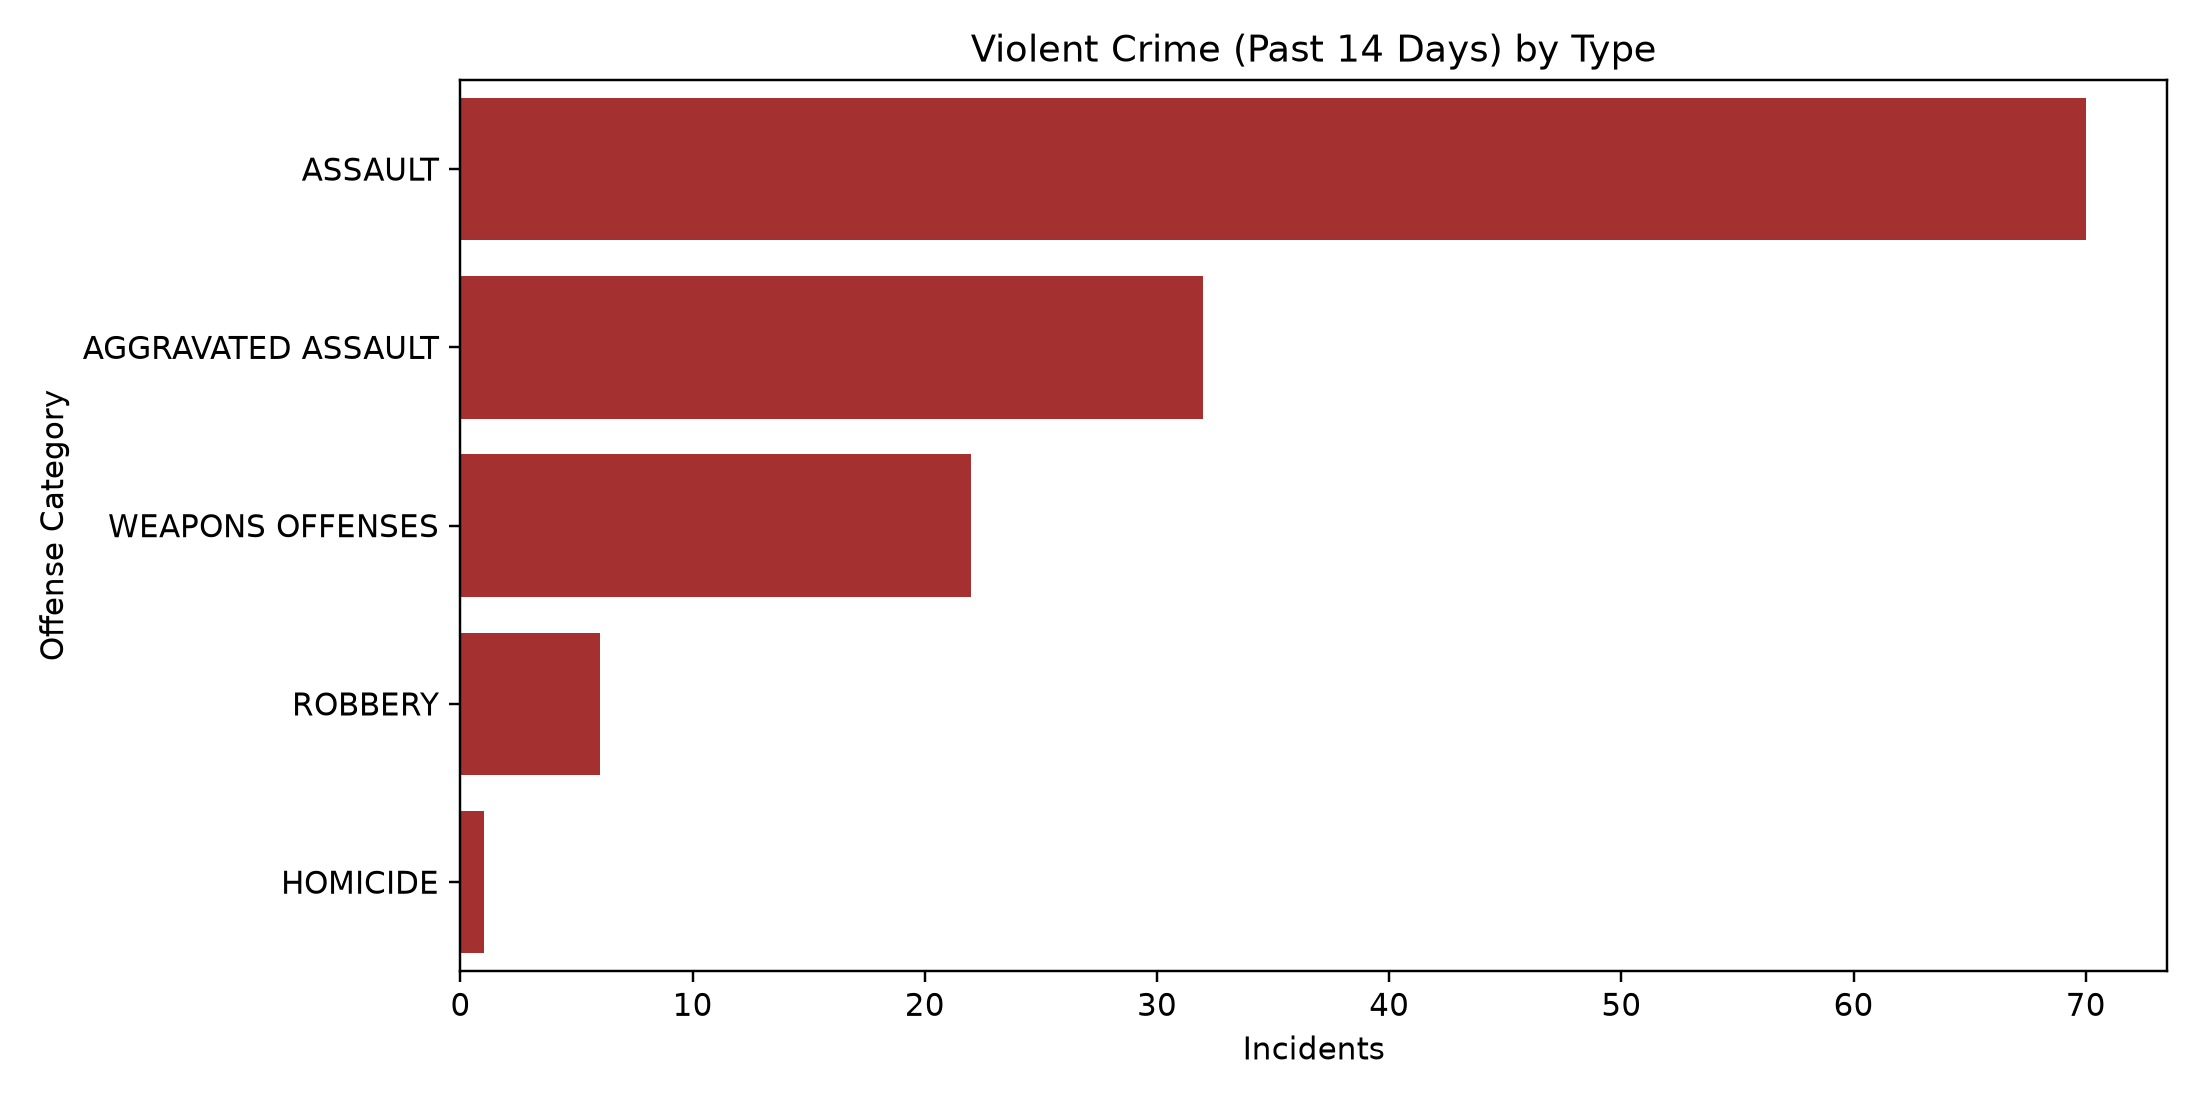 Violent Crime (Past 14 Days) by Type
Offense Category
ASSAULT
AGGRAVATED ASSAULT
WEAPONS OFFENSES
ROBBERY
HOMICIDE
0 10 20 30 40 50 60 70
Incidents